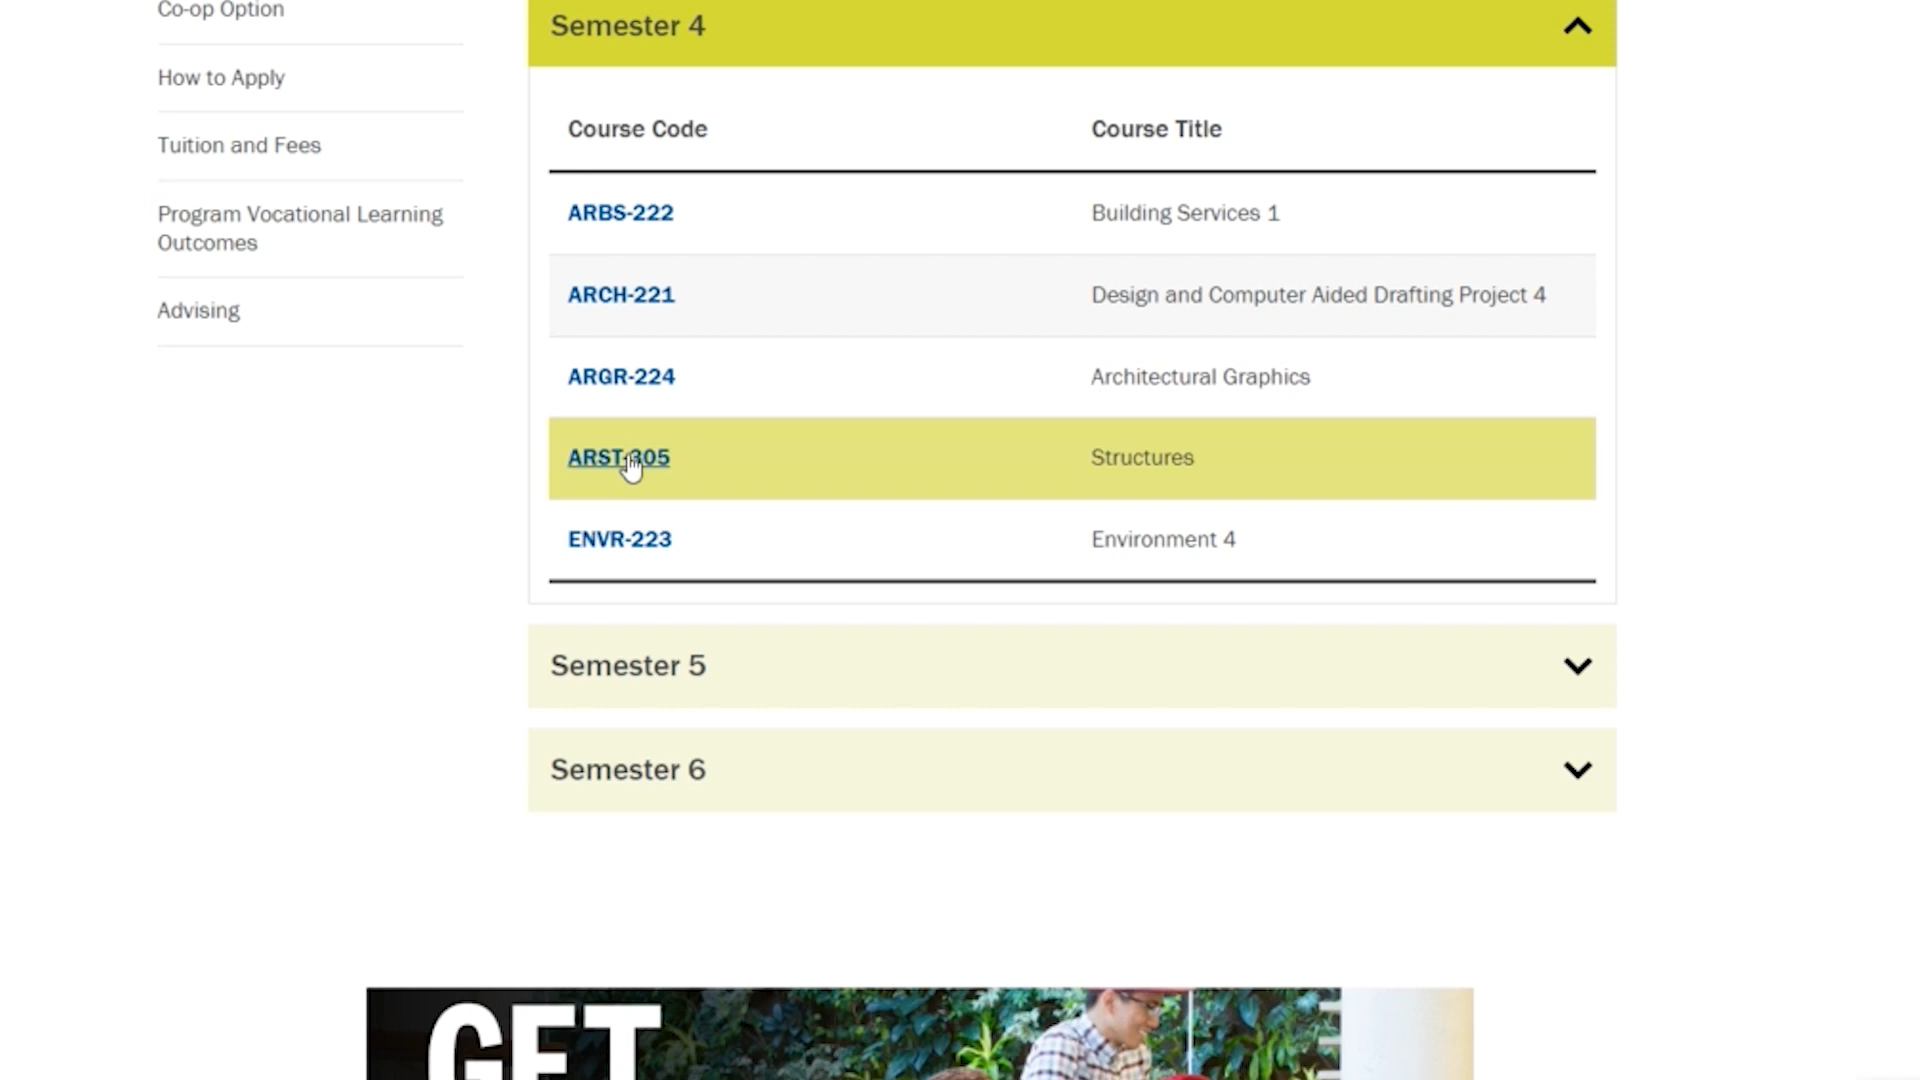 Co-op Option
How to Apply
Tuition and Fees
Program Vocational Learning
Outcomes
Advising
Semester 4
Course Code Course Title
ARBS-222 Building Services 1
ARCH-221 Design and Computer Aided Drafting Project 4
ARGR-224 Architectural Graphics
ARST-305 Structures
ENVR-223 Environment 4
Semester 5
Semester 6
GET